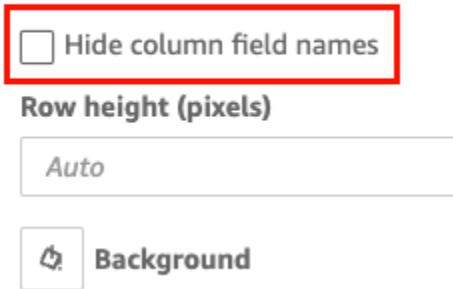 Hide column field names
Row height (pixels)
Auto
Background